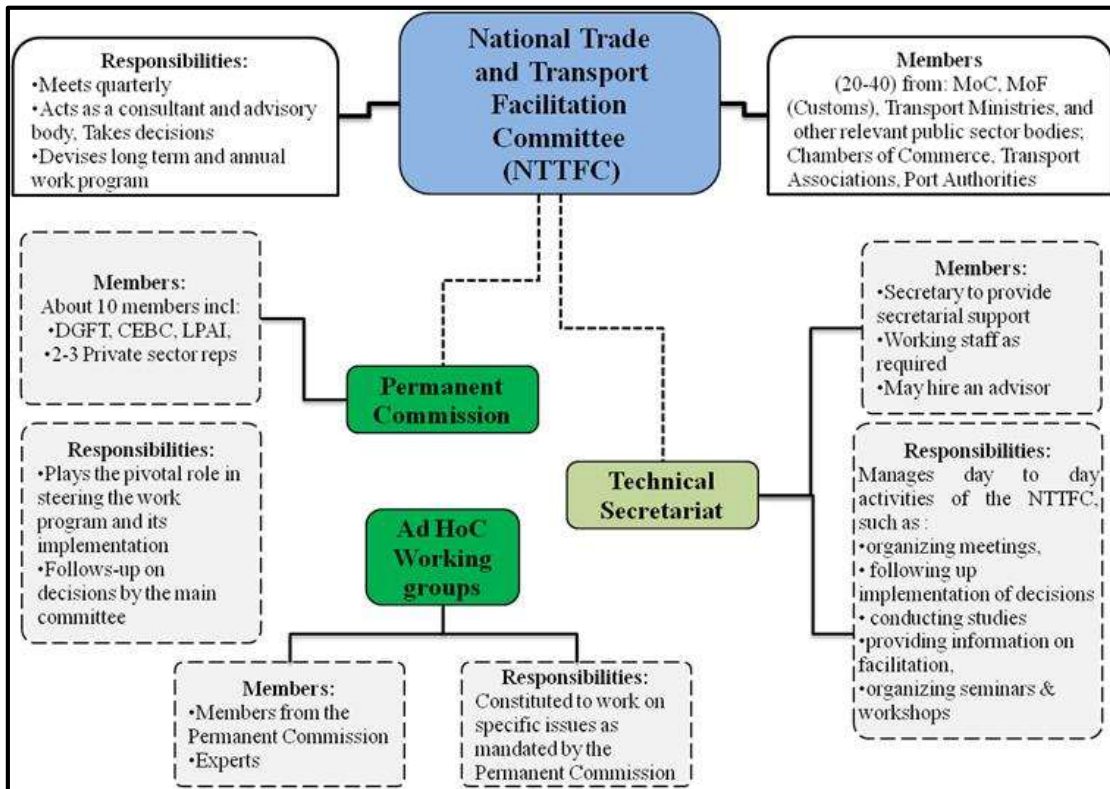 National Trade
and Transport
Facilitation
Committee
(NTTFC)
Responsibilities:
•Meets quarterly
•Acts as a consultant and advisory
body, Takes decisions
•Devises long term and annual
work program
Members
(20-40) from: MoC, MoF
(Customs), Transport Ministries, and
other relevant public sector bodies;
Chambers of Commerce, Transport
Associations, Port Authorities
Members:
About 10 members incl:
•DGFT, CEBC, LPAI,
•2-3 Private sector reps
Permanent
Commission
Responsibilities:
•Plays the pivotal role in
steering the work
program and its
implementation
•Follows-up on
decisions by the main
committee
Members:
•Secretary to provide
secretarial support
•Working staff as
required
•May hire an advisor
Technical
Secretariat
Responsibilities:
Manages day to day
activities of the NTTFC,
such as :
•organizing meetings,
• following up
implementation of decisions
• conducting studies
•providing information on
facilitation,
•organizing seminars &
workshops
Ad HoC
Working
groups
Members:
•Members from the
Permanent Commission
•Experts
Responsibilities:
Constituted to work on
specific issues as
mandated by the
Permanent Commission